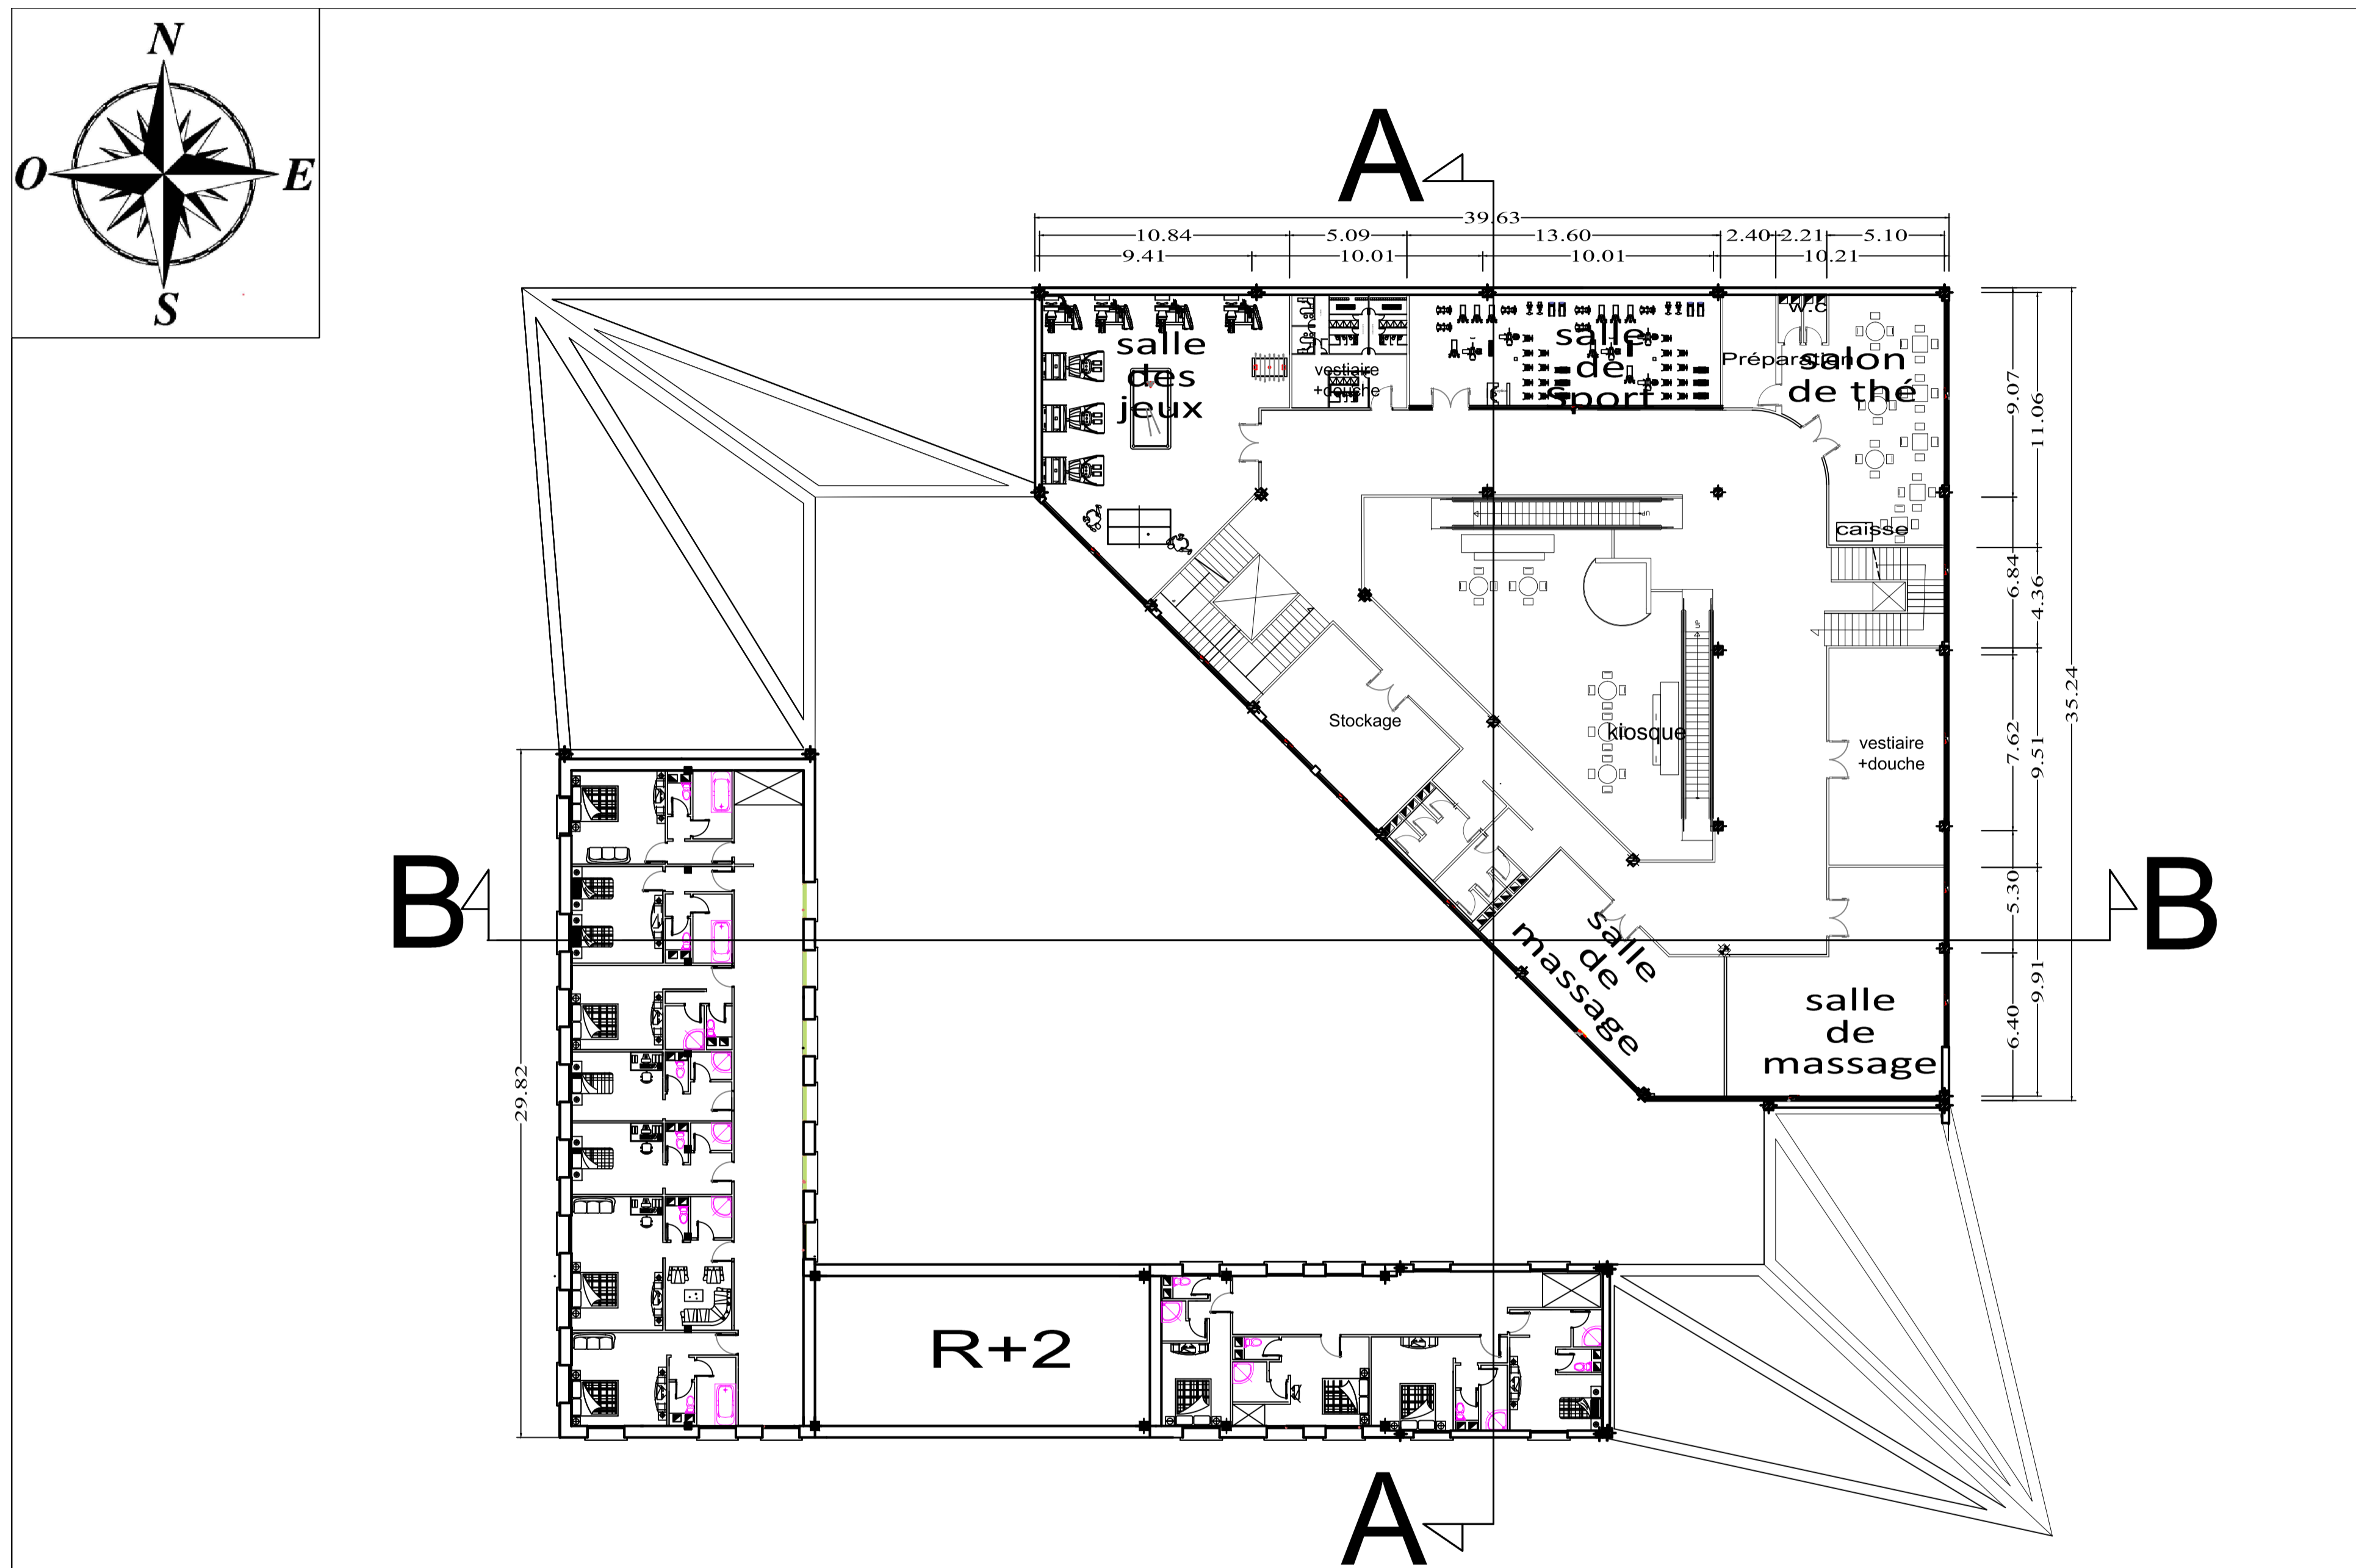 N
O
E
S
A
39.63
10.84
5.09
13.60
2.40
2.21
5.10
9.41
10.01
10.01
10.21
salle
des
jeux
vestiaire
+douche
salle
de
sport
Préparation
w.c
salon
de thé
caisse
UP
UP
Stockage
kiosque
vestiaire
+douche
salle
de
massage
salle
de
massage
9.07
11.06
6.84
4.36
35.24
7.62
9.51
5.30
9.91
6.40
29.82
B
B
R+2
A